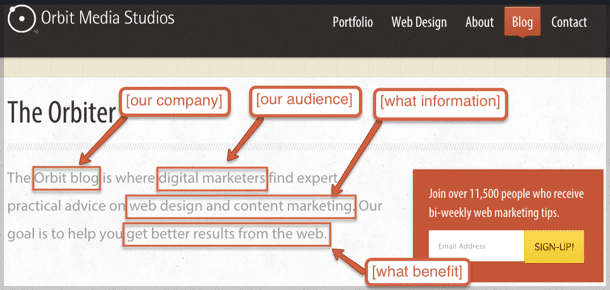 Orbit Media Studios
Portfolio Web Design About Blog Contact
[our company] [our audience] [what information]
The Orbiter
The Orbit blog is where digital marketers find expert
practical advice on web design and content marketing. Our
goal is to help you get better results from the web.
[what benefit]
Join over 11,500 people who receive
bi-weekly web marketing tips.
Email Address SIGN-UP!